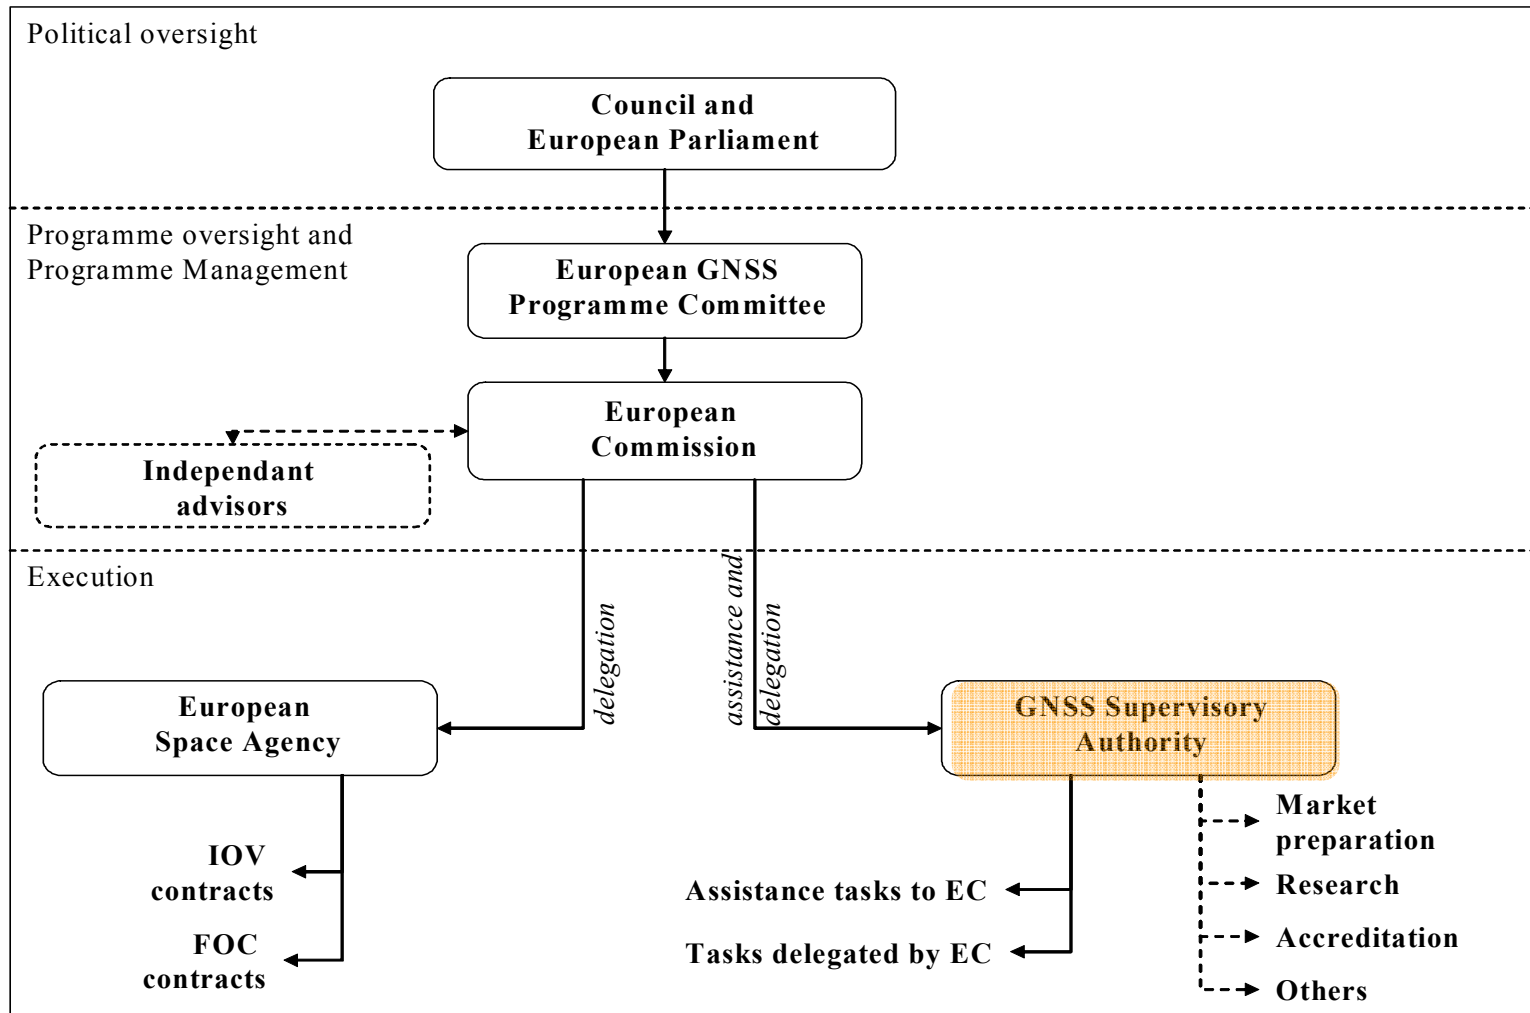 Political oversight
Council and
European Parliament
Programme oversight and
Programme Management
European GNSS
Programme Committee
European
Commission
Independant
advisors
Execution
delegation
assistance and
delegation
European
Space Agency
GNSS Supervisory
Authority
IOV
contracts
FOC
contracts
Assistance tasks to EC
Tasks delegated by EC
Market
preparation
Research
Accreditation
Others